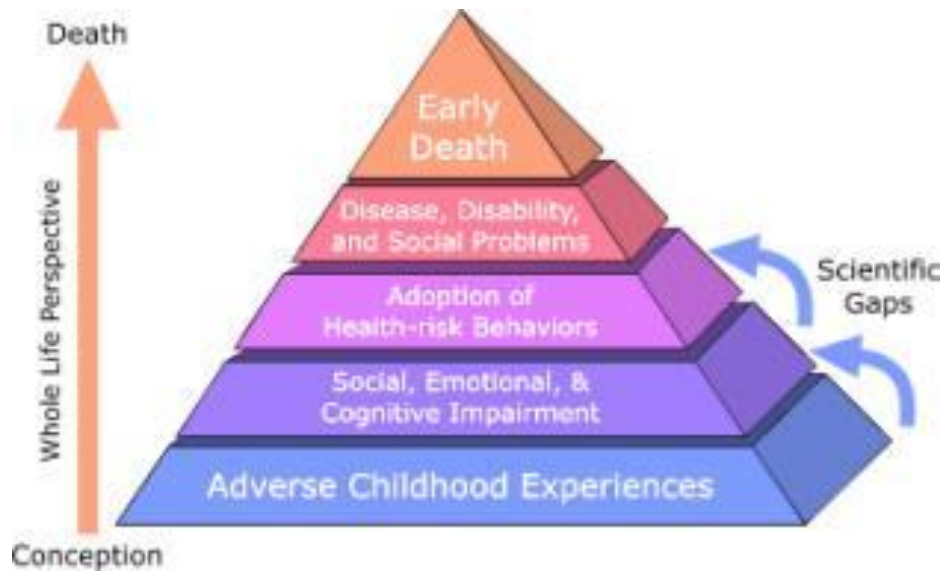 Death
Early
Death
Disease, Disability,
and Social Problems
Adoption of
Health-risk Behaviors
Social, Emotional, &
Cognitive Impairment
Adverse Childhood Experiences
Whole Life Perspective
Conception
Scientific
Gaps